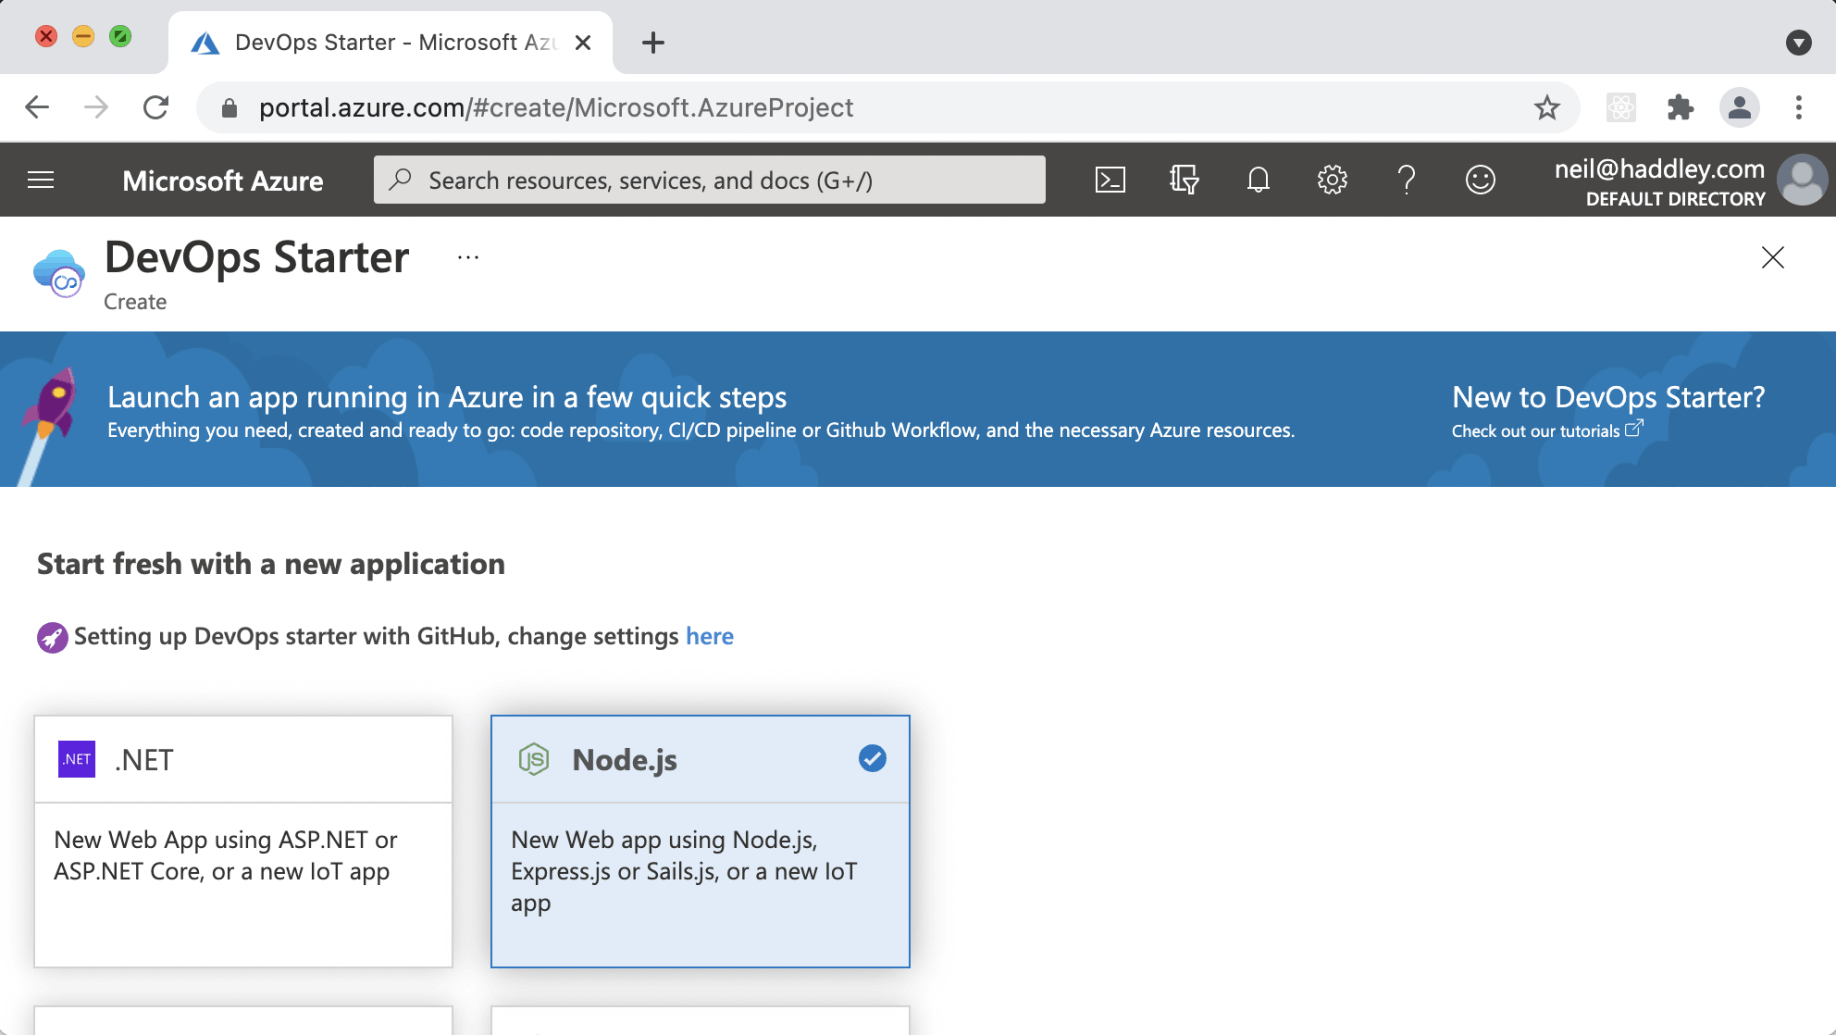 DevOps Starter - Microsoft Azu
portal.azure.com/#create/Microsoft.AzureProject
Microsoft Azure
Search resources, services, and docs (G+/)
neil@haddley.com
DEFAULT DIRECTORY
DevOps Starter
...
Create
Launch an app running in Azure in a few quick steps
Everything you need, created and ready to go: code repository, CI/CD pipeline or Github Workflow, and the necessary Azure resources.
New to DevOps Starter?
Check out our tutorials
Start fresh with a new application
Setting up DevOps starter with GitHub, change settings here
.NET
.NET
New Web App using ASP.NET or
ASP.NET Core, or a new IoT app
JS
Node.js
New Web app using Node.js,
Express.js or Sails.js, or a new IoT
app